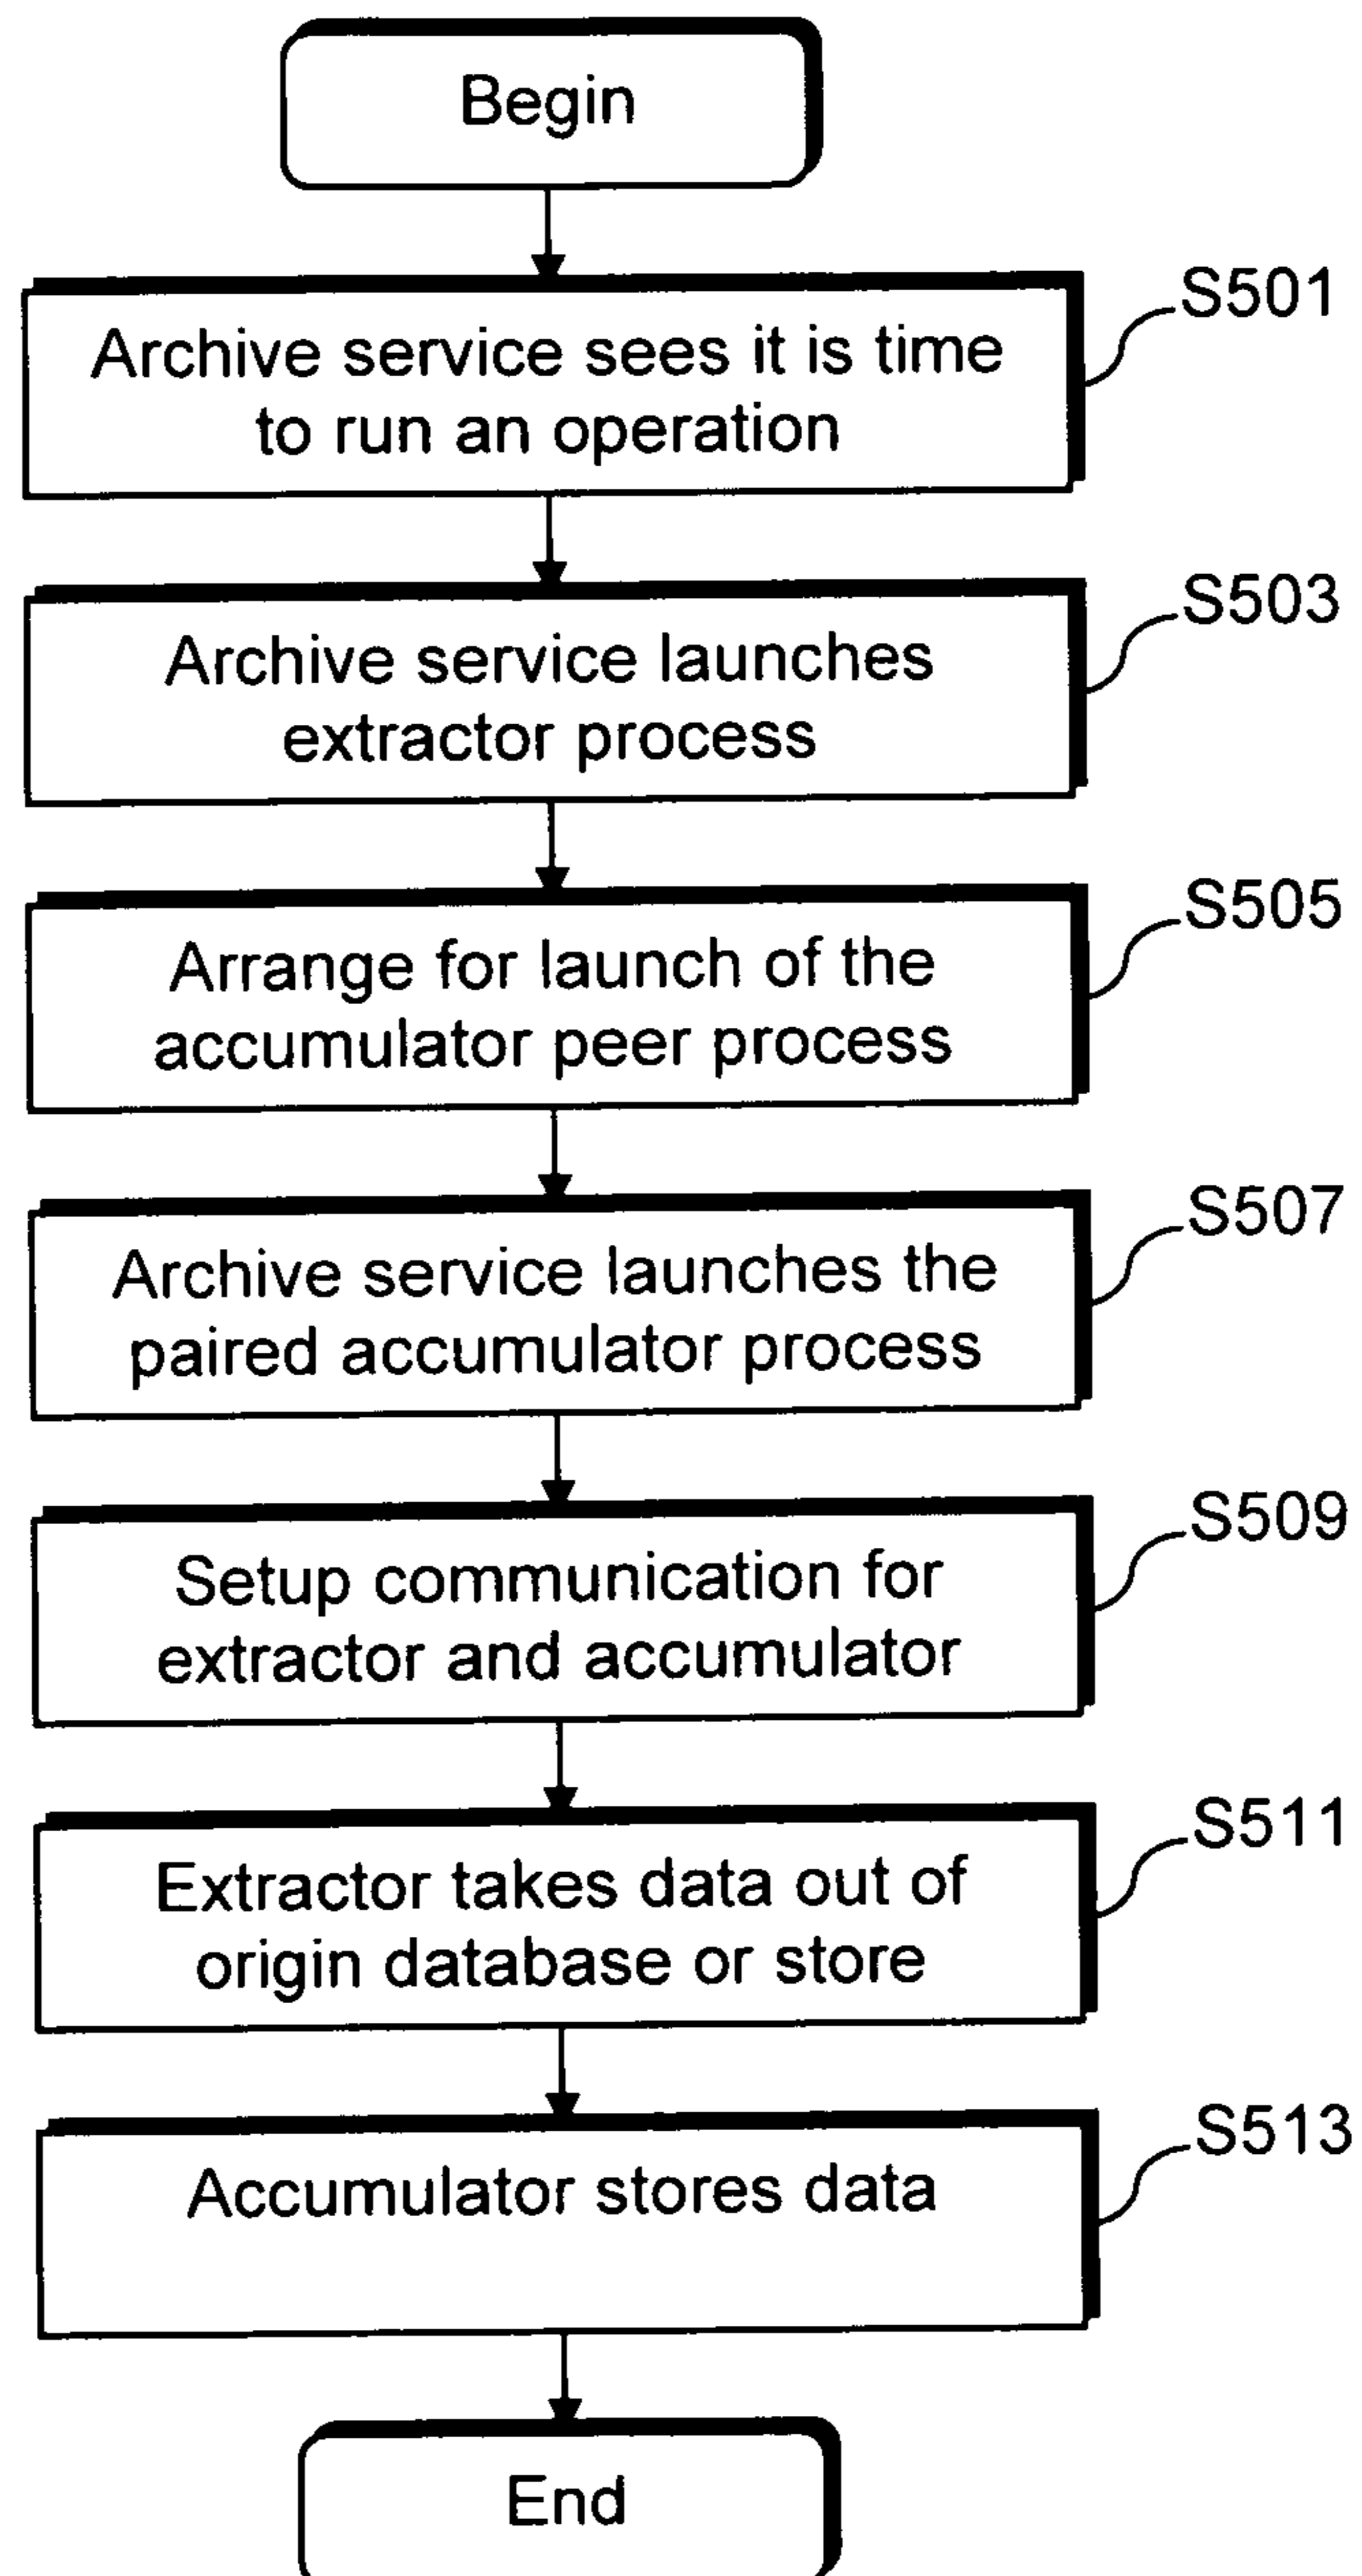 Begin
S501
Archive service sees it is time
to run an operation
S503
Archive service launches
extractor process
S505
Arrange for launch of the
accumulator peer process
S507
Archive service launches the
paired accumulator process
S509
Setup communication for
extractor and accumulator
S511
Extractor takes data out of
origin database or store
S513
Accumulator stores data
End